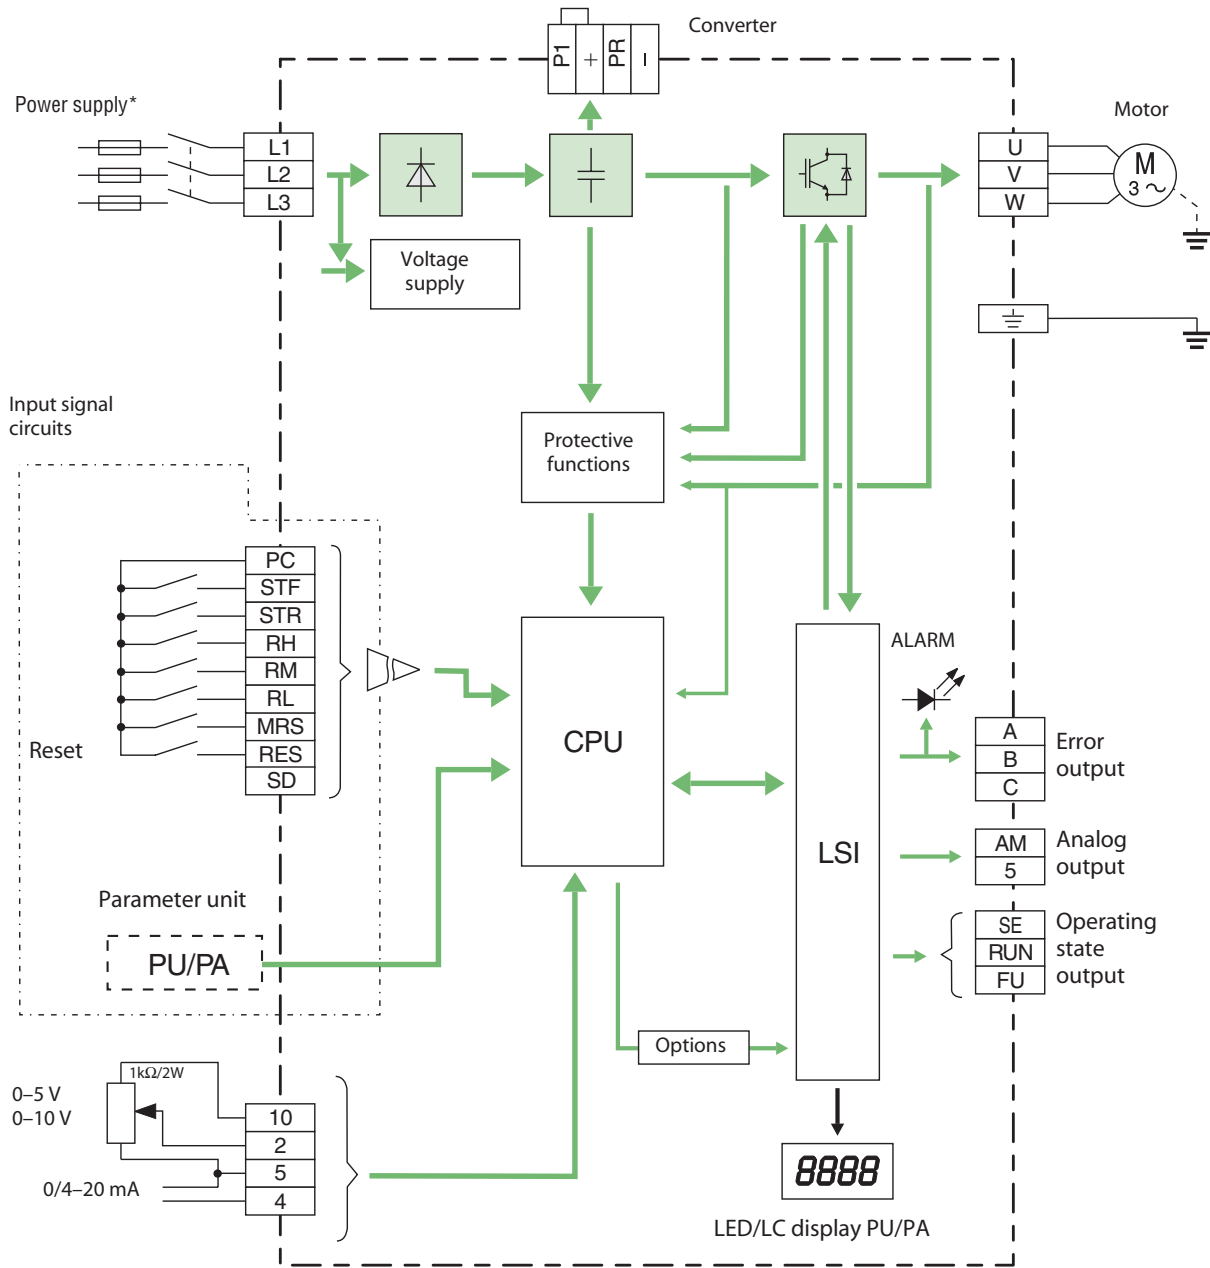 Converter
P1
+
PR
–
Power supply*
Motor
L1
L2
L3
U
V
W
M
3 ~
Voltage
supply
Input signal
circuits
Protective
functions
PC
STF
STR
RH
RM
RL
MRS
RES
SD
Reset
CPU
LSI
ALARM
A
B
C
Error
output
AM
5
Analog
output
SE
RUN
FU
Operating
state
output
Parameter unit
PU/PA
Options
1kΩ/2W
0–5 V
0–10 V
10
2
5
4
0/4–20 mA
8888
LED/LC display PU/PA